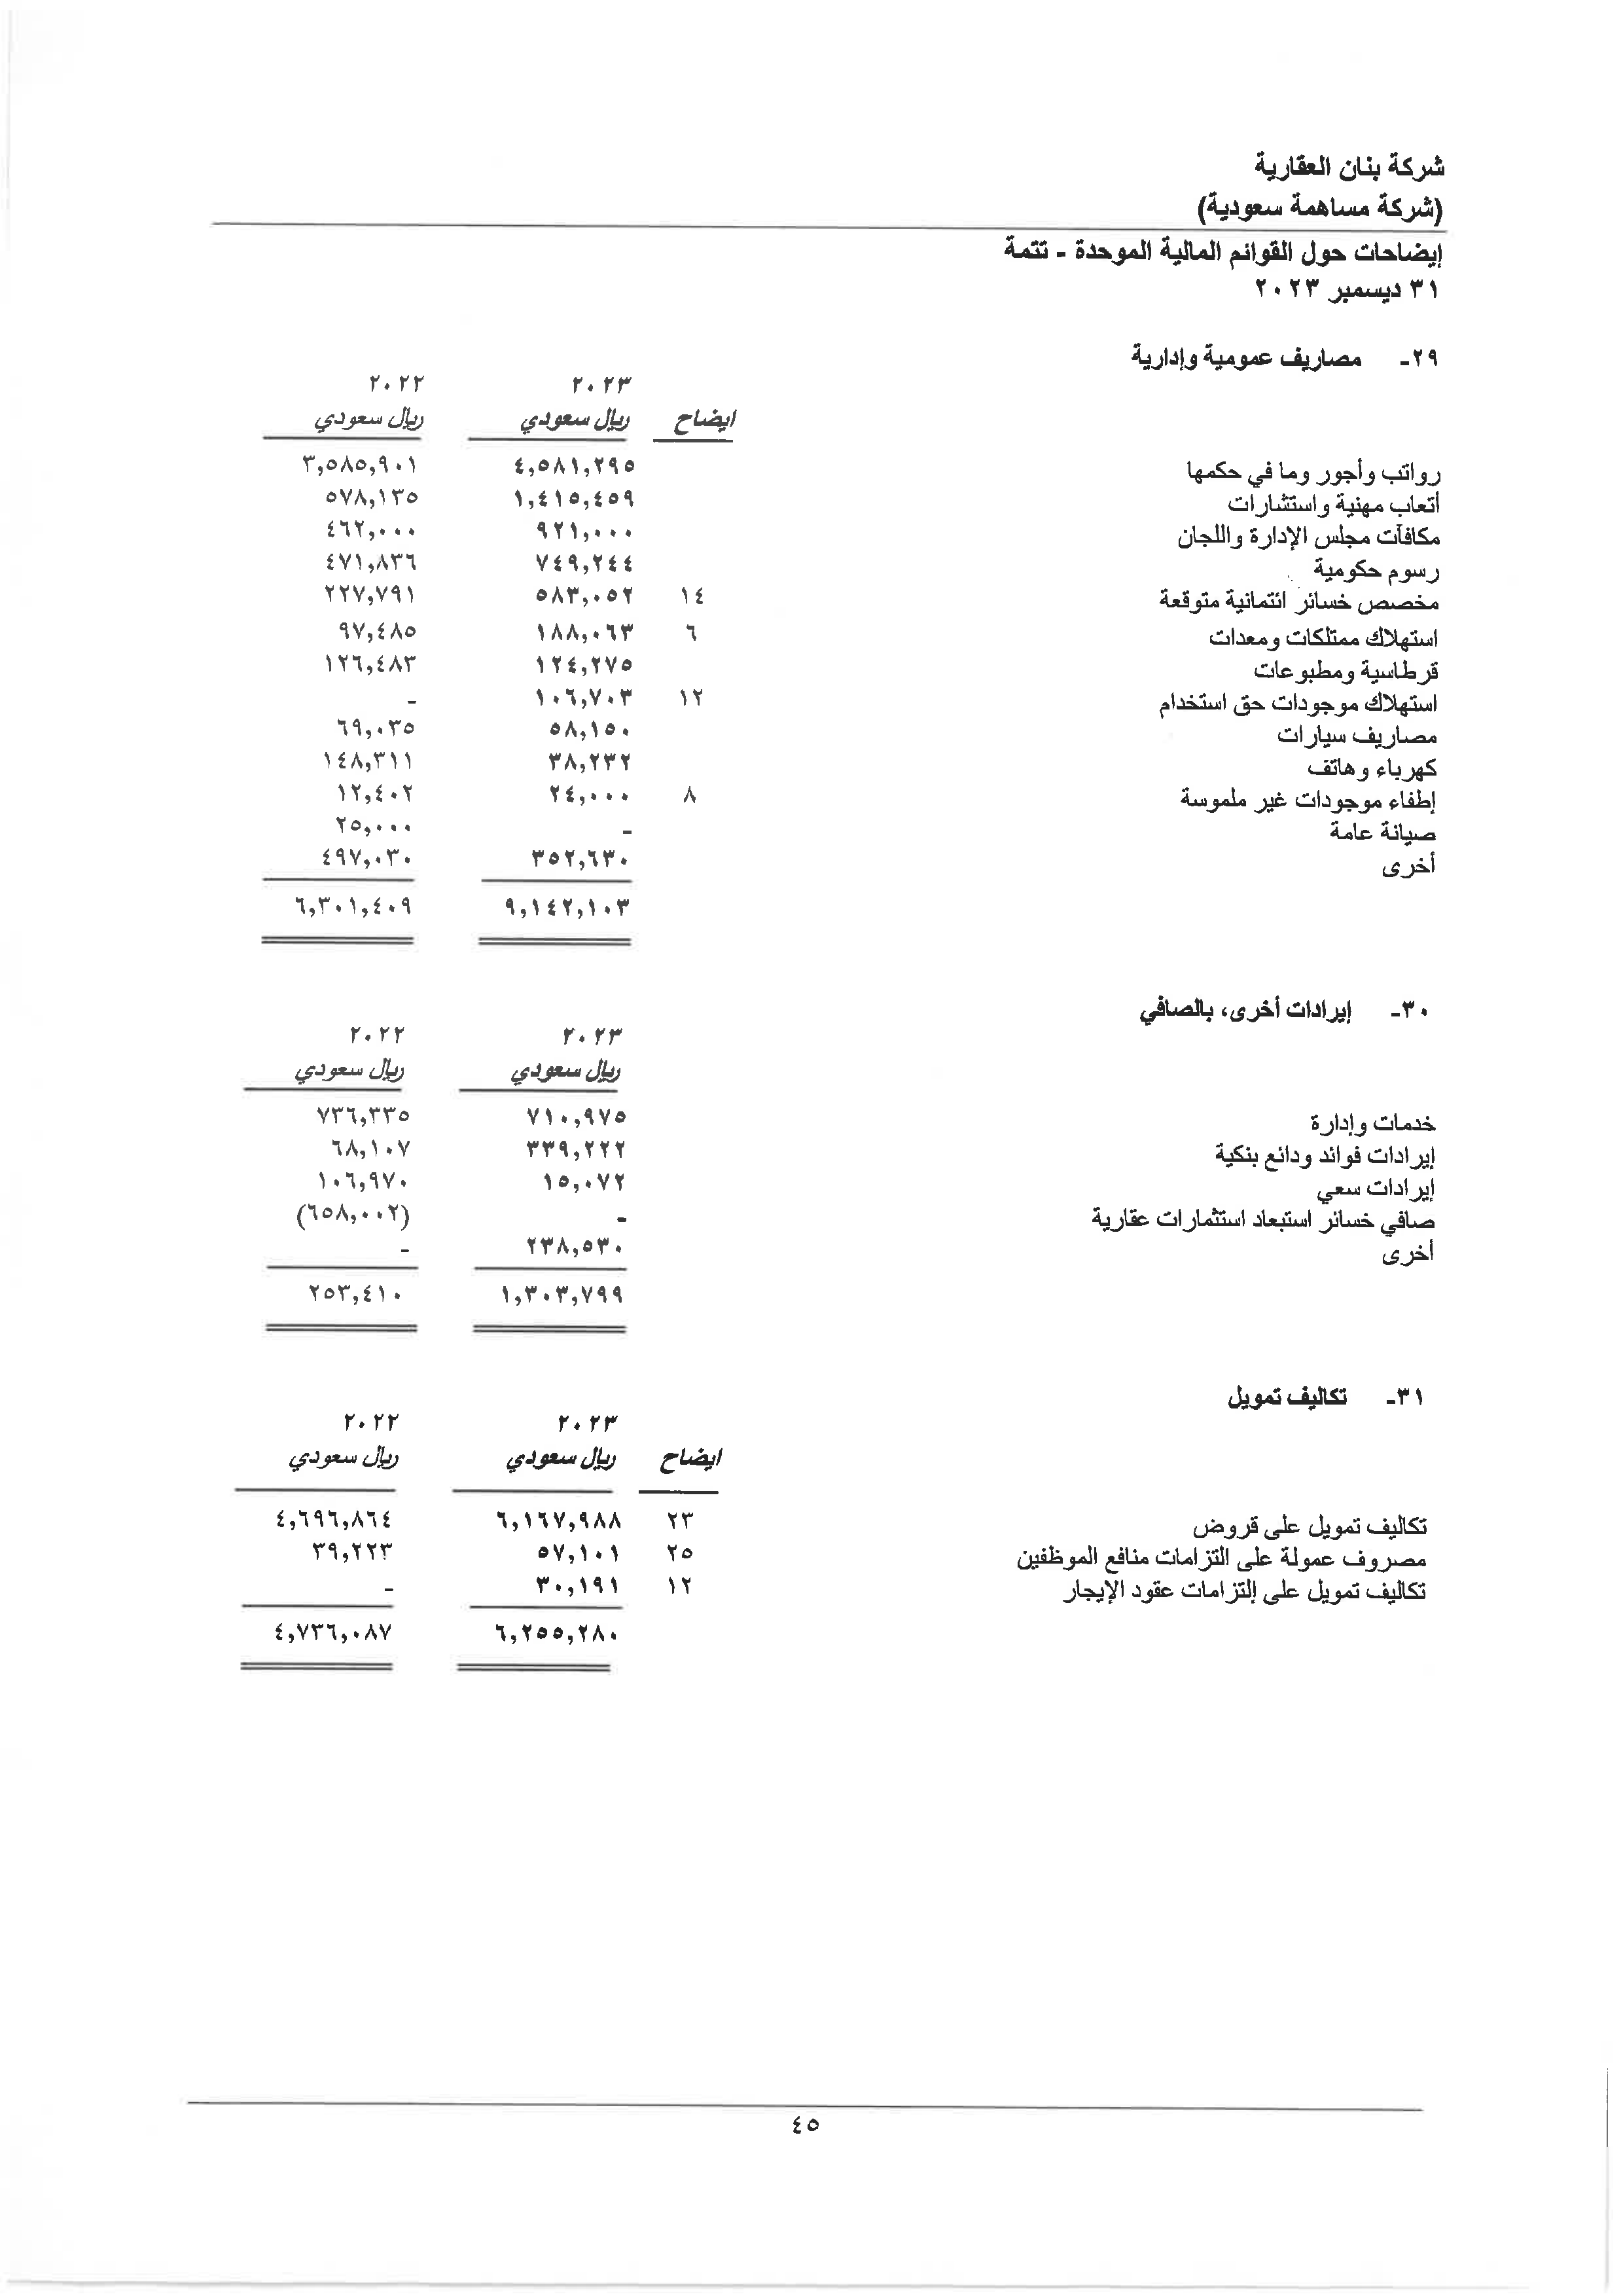 شركة بنان العقارية
(شركة مساهمة سعودية)
إيضاحات حول القوائم المالية الموحدة - تتمة
٣١ ديسمبر ٢٠٢٣
٢٩- مصاريف عمومية وإدارية
٢٠٢٣ ٢٠٢٢
ايضاح ريال سعودي ريال سعودي
رواتب وأجور وما في حكمها ٤,٥٨١,٢٩٥ ٣,٥٨٥,٩٠١
أتعاب مهنية واستشارات ١,٤١٥,٤٥٩ ٥٧٨,١٣٥
مكافآت مجلس الإدارة واللجان ٩٢١,٠٠٠ ٤٦٢,٠٠٠
رسوم حكومية ٧٤٩,٢٤٤ ٤٧١,٨٣٦
مخصص خسائر ائتمانية متوقعة ١٤ ٥٨٣,٠٥٢ ٢٢٧,٧٩١
استهلاك ممتلكات ومعدات ٦ ١٨٨,٠٦٣ ٩٧,٤٨٥
قرطاسية ومطبوعات ١٢٤,٢٧٥ ١٢٦,٤٨٣
استهلاك موجودات حق استخدام ١٢ ١٠٦,٧٠٣ -
مصاريف سيارات ٥٨,١٥٠ ٦٩,٠٣٥
كهرباء وهاتف ٣٨,٢٣٢ ١٤٨,٣١١
إطفاء موجودات غير ملموسة ٨ ٢٤,٠٠٠ ١٢,٤٠٢
صيانة عامة - ٢٥,٠٠٠
أخرى ٣٥٢,٦٣٠ ٤٩٧,٠٣٠
٩,١٤٢,١٠٣ ٦,٣٠١,٤٠٩
٣٠- إيرادات أخرى، بالصافي
٢٠٢٣ ٢٠٢٢
ريال سعودي ريال سعودي
خدمات وإدارة ٧١٠,٩٧٥ ٧٣٦,٣٣٥
إيرادات فوائد ودائع بنكية ٣٣٩,٢٢٢ ٦٨,١٠٧
إيرادات سعي ١٥,٠٧٢ ١٠٦,٩٧٠
صافي خسائر استبعاد استثمارات عقارية - (٦٥٨,٠٠٢)
أخرى ٢٣٨,٥٣٠ -
١,٣٠٣,٧٩٩ ٢٥٣,٤١٠
٣١- تكاليف تمويل
٢٠٢٣ ٢٠٢٢
ايضاح ريال سعودي ريال سعودي
تكاليف تمويل على قروض ٢٣ ٦,١٦٧,٩٨٨ ٤,٦٩٦,٨٦٤
مصروف عمولة على التزامات منافع الموظفين ٢٥ ٥٧,١٠١ ٣٩,٢٢٣
تكاليف تمويل على إلتزامات عقود الإيجار ١٢ ٣٠,١٩١ -
٦,٢٥٥,٢٨٠ ٤,٧٣٦,٠٨٧
٤٥